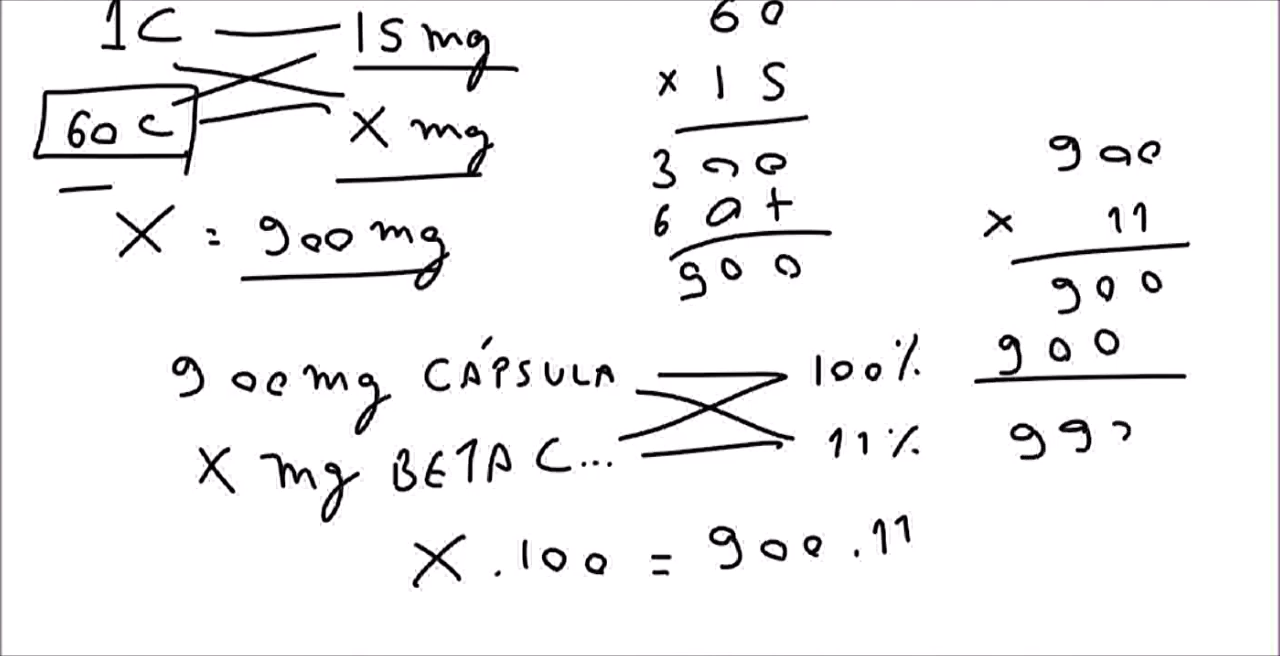 1C 15 mg
60 C X mg
X = 900 mg
60
x 15
300
60+
900
900
x 11
900
900
99
900 mg CÁPSULA 100%
X mg BETA C... 11%
X . 100 = 900 . 11